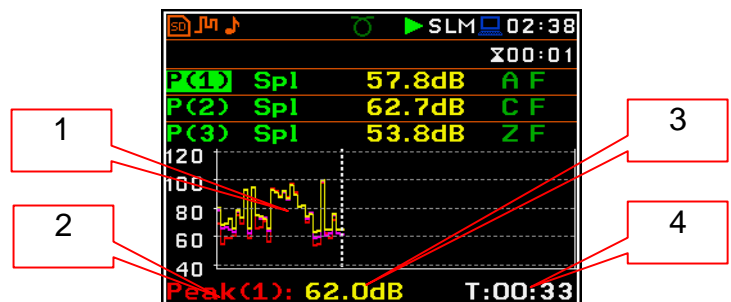 SD SLM 02:38
00:01
P(1) Spl 57.8dB A F
P(2) Spl 62.7dB C F
P(3) Spl 53.8dB Z F
1
3
120
100
80
2
4
60
40
Peak(1): 62.0dB T:00:33